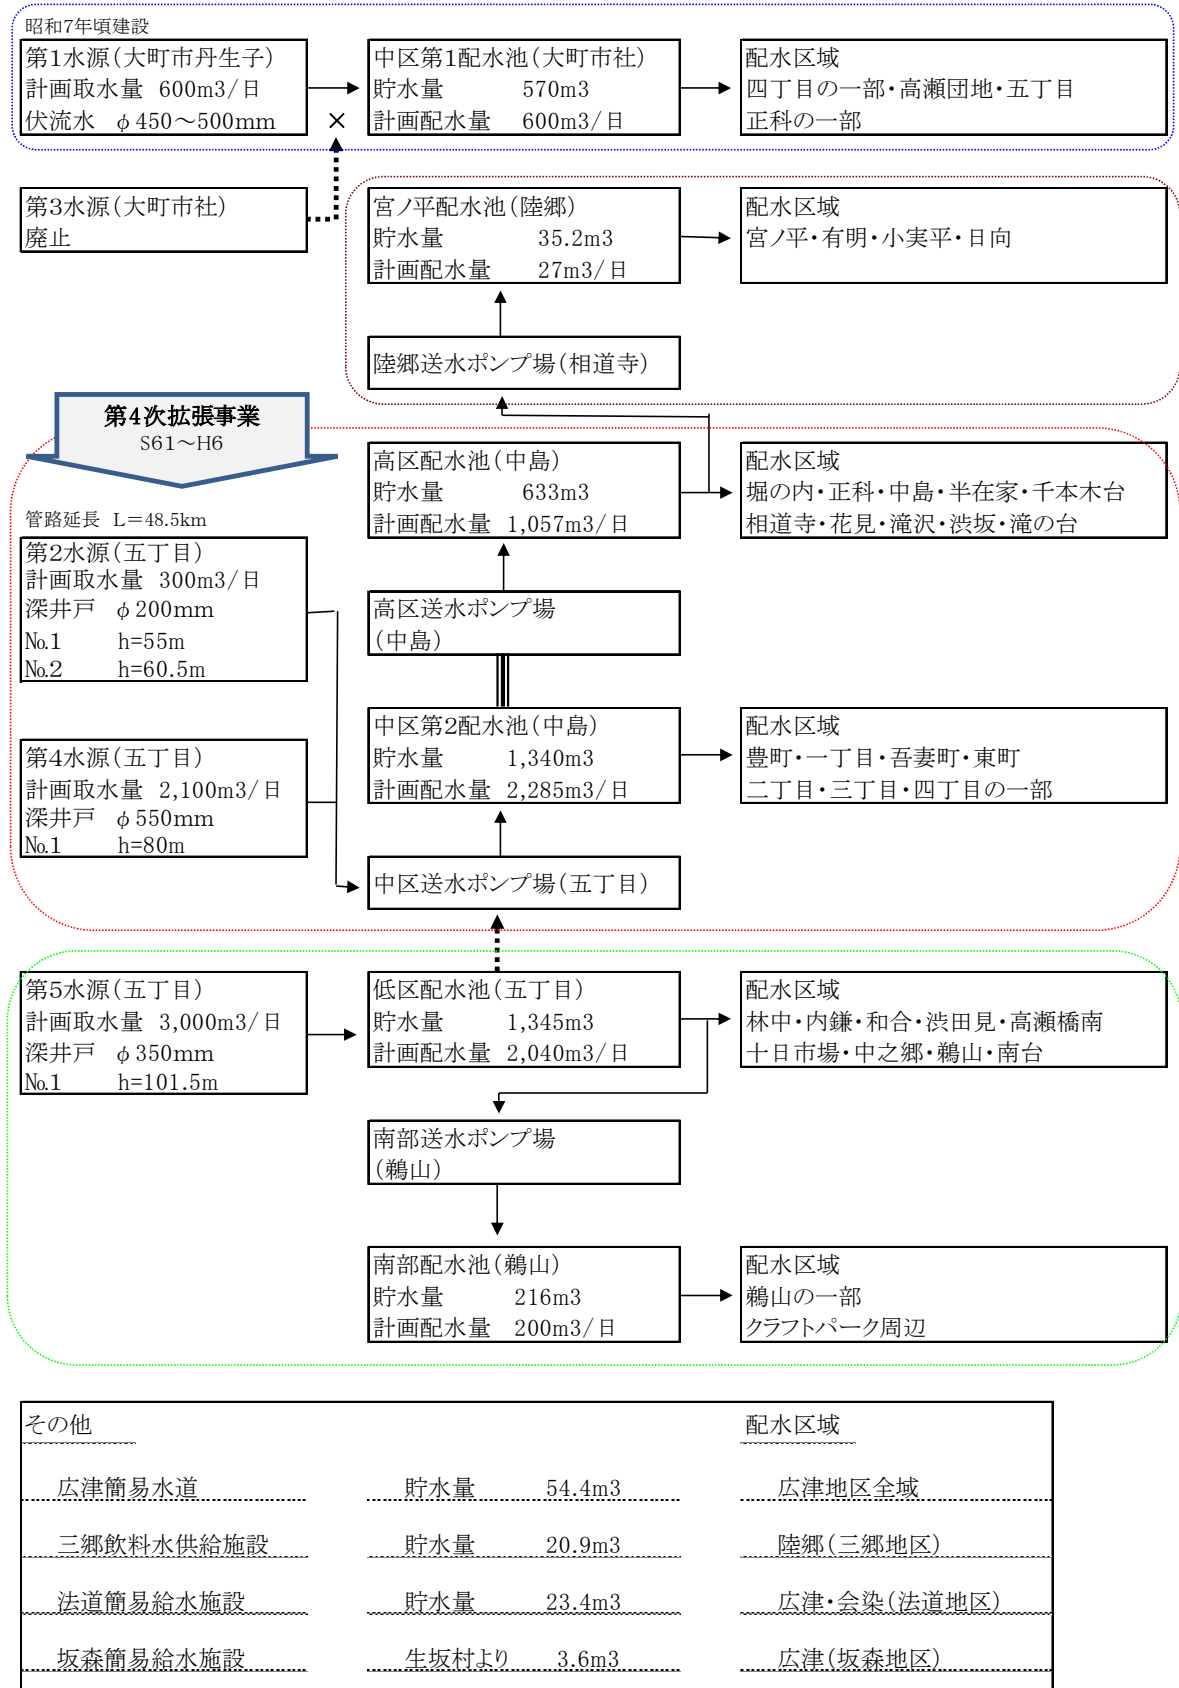 昭和7年頃建設
第1水源(大町市丹生子)
計画取水量 600m3/日
伏流水 φ450～500mm
中区第1配水池(大町市社)
貯水量 570m3
計画配水量 600m3/日
配水区域
四丁目の一部・高瀬団地・五丁目
正科の一部
×
第3水源(大町市社)
廃止
宮ノ平配水池(陸郷)
貯水量 35.2m3
計画配水量 27m3/日
配水区域
宮ノ平・有明・小実平・日向
陸郷送水ポンプ場(相道寺)
第4次拡張事業
S61～H6
高区配水池(中島)
貯水量 633m3
計画配水量 1,057m3/日
配水区域
堀の内・正科・中島・半在家・千本木台
相道寺・花見・滝沢・渋坂・滝の台
管路延長 L=48.5km
第2水源(五丁目)
計画取水量 300m3/日
深井戸 φ200mm
№1 h=55m
№2 h=60.5m
高区送水ポンプ場
(中島)
中区第2配水池(中島)
貯水量 1,340m3
計画配水量 2,285m3/日
配水区域
豊町・一丁目・吾妻町・東町
二丁目・三丁目・四丁目の一部
第4水源(五丁目)
計画取水量 2,100m3/日
深井戸 φ550mm
№1 h=80m
中区送水ポンプ場(五丁目)
第5水源(五丁目)
計画取水量 3,000m3/日
深井戸 φ350mm
№1 h=101.5m
低区配水池(五丁目)
貯水量 1,345m3
計画配水量 2,040m3/日
配水区域
林中・内鎌・和合・渋田見・高瀬橋南
十日市場・中之郷・鵜山・南台
南部送水ポンプ場
(鵜山)
南部配水池(鵜山)
貯水量 216m3
計画配水量 200m3/日
配水区域
鵜山の一部
クラフトパーク周辺
その他 配水区域
広津簡易水道 貯水量 54.4m3 広津地区全域
三郷飲料水供給施設 貯水量 20.9m3 陸郷(三郷地区)
法道簡易給水施設 貯水量 23.4m3 広津・会染(法道地区)
坂森簡易給水施設 生坂村より 3.6m3 広津(坂森地区)